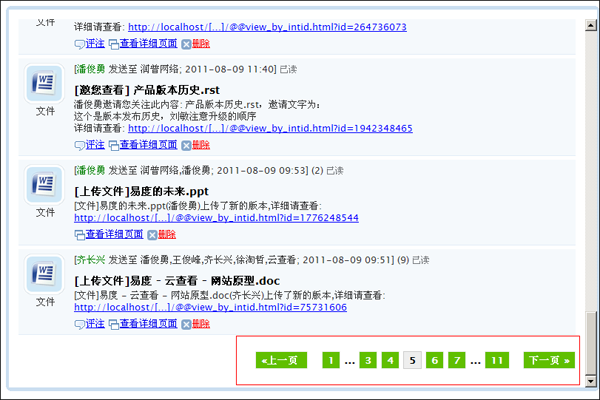 文件
详细请查看: http://localhost/[...]/@@view_by_intid.html?id=264736073
评注 查看详细页面 删除
[潘俊勇 发送至 润普网络; 2011-08-09 11:40] 已读
[邀您查看] 产品版本历史.rst
潘俊勇邀请您关注此内容: 产品版本历史.rst，邀请文字为:
这个是版本发布历史，刘敏注意升级的顺序
详细请查看: http://localhost/[...]/@@view_by_intid.html?id=1942348465
文件
评注 查看详细页面 删除
[潘俊勇 发送至 润普网络,潘俊勇; 2011-08-09 09:53] (2) 已读
[上传文件]易度的未来.ppt
[文件]易度的未来.ppt(潘俊勇)上传了新的版本,详细请查看:
文件
http://localhost/[...]/@@view_by_intid.html?id=1776248544
查看详细页面 删除
[齐长兴 发送至 潘俊勇,王俊峰,齐长兴,徐淘哲,云查看; 2011-08-09 09:51] (9) 已读
[上传文件]易度 - 云查看 - 网站原型.doc
[文件]易度 - 云查看 - 网站原型.doc(齐长兴)上传了新的版本,详细请查看:
文件
http://localhost/[...]/@@view_by_intid.html?id=75731606
评注 查看详细页面 删除
«上一页 1 ... 3 4 5 6 7 ... 11 下一页 »